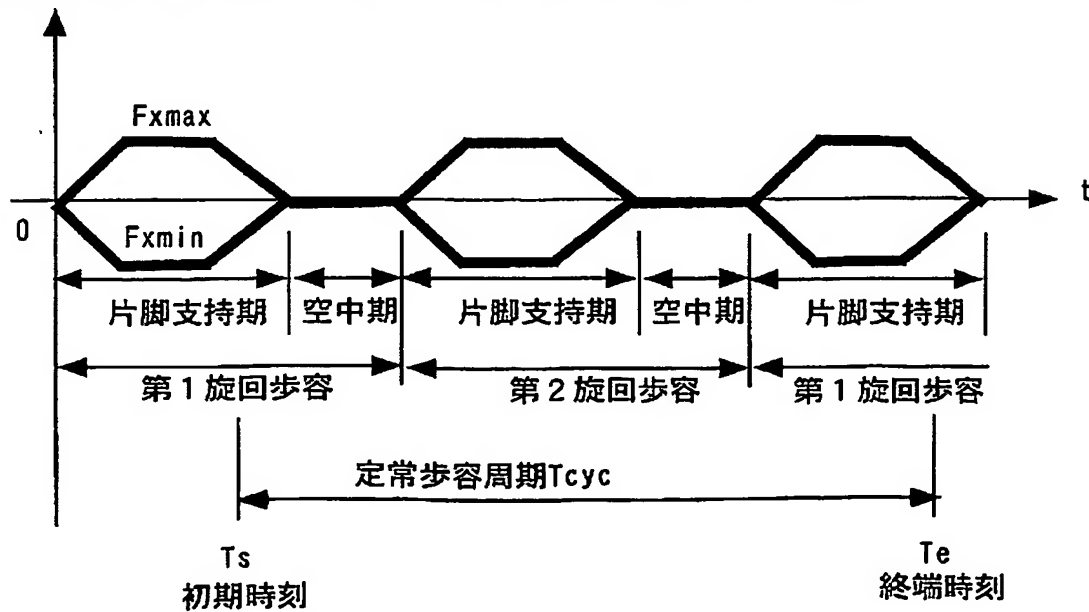 Fxmax
t
0
Fxmin
片脚支持期 空中期 片脚支持期 空中期 片脚支持期
第1旋回歩容 第2旋回歩容 第1旋回歩容
定常歩容周期Tcyc
Ts Te
初期時刻 終端時刻